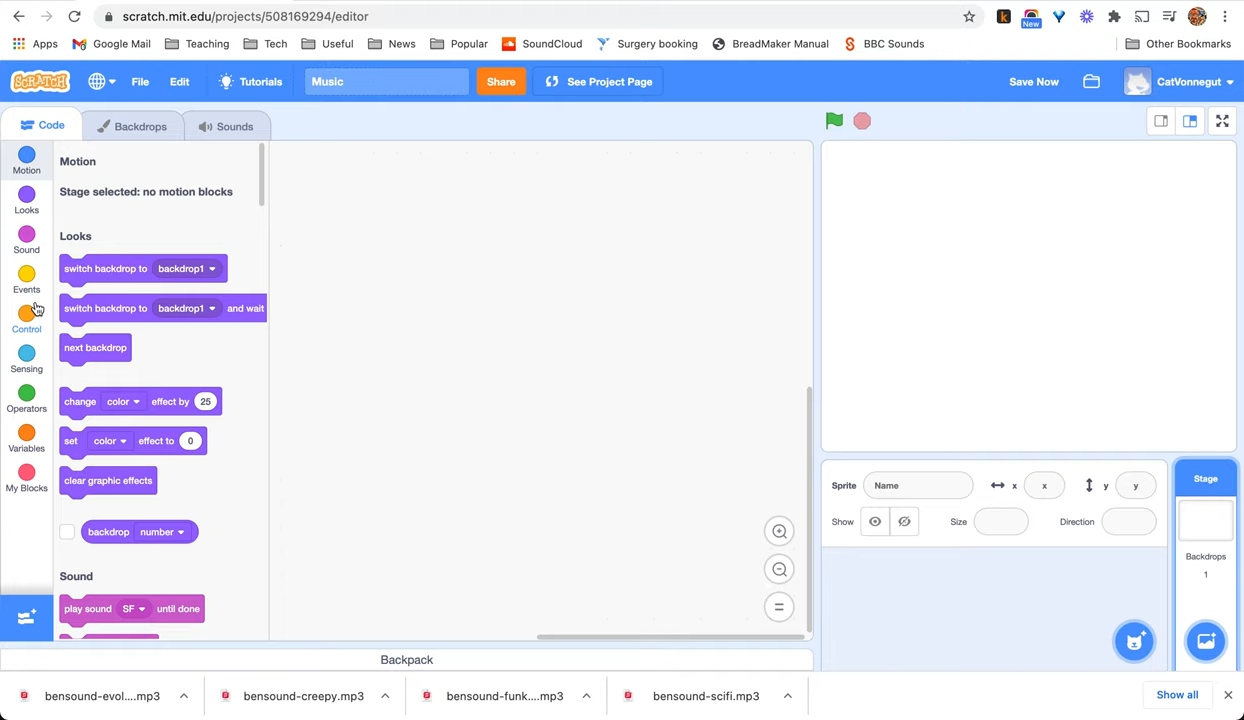 scratch.mit.edu/projects/508169294/editor
New
Apps Google Mail Teaching Tech Useful News Popular SoundCloud Surgery booking BreadMaker Manual BBC Sounds Other Bookmarks
SCRATCH File Edit Tutorials Music Share See Project Page Save Now CatVonnegut
Code Backdrops Sounds
Motion
Looks
Sound
Events
Control
Sensing
Operators
Variables
My Blocks
Motion
Stage selected: no motion blocks
Looks
switch backdrop to backdrop1
switch backdrop to backdrop1 and wait
next backdrop
change color effect by 25
set color effect to 0
clear graphic effects
backdrop number
Sound
play sound SF until done
Backpack
Sprite Name x x y y
Show Size Direction
Stage
Backdrops
1
bensound-evol....mp3 bensound-creepy.mp3 bensound-funk....mp3 bensound-scifi.mp3 Show all